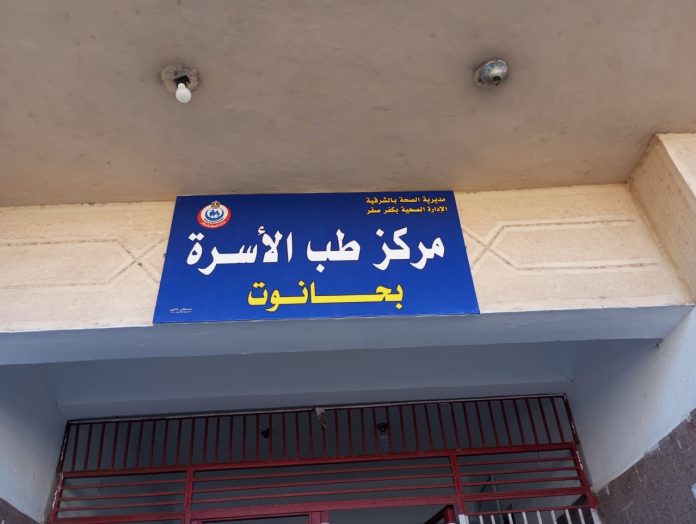 مديرية الصحة بالشرقية
الإدارة الصحية بكفر صقر
مركز طب الأسرة
بحانوت